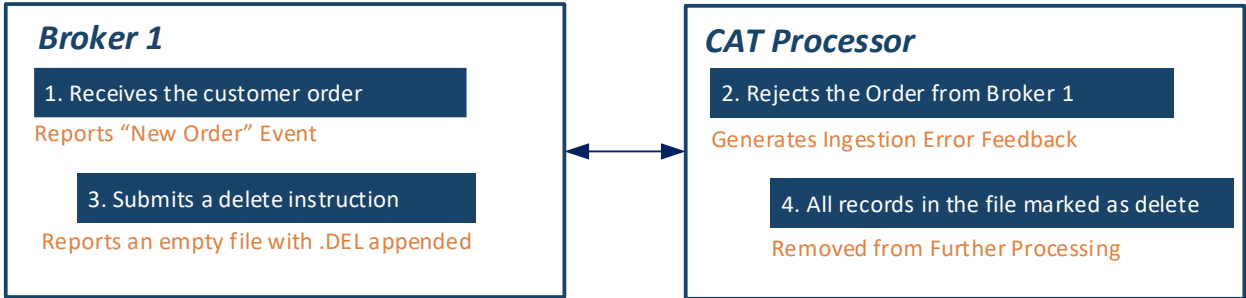 Broker 1
1. Receives the customer order
Reports “New Order” Event
3. Submits a delete instruction
Reports an empty file with .DEL appended
CAT Processor
2. Rejects the Order from Broker 1
Generates Ingestion Error Feedback
4. All records in the file marked as delete
Removed from Further Processing